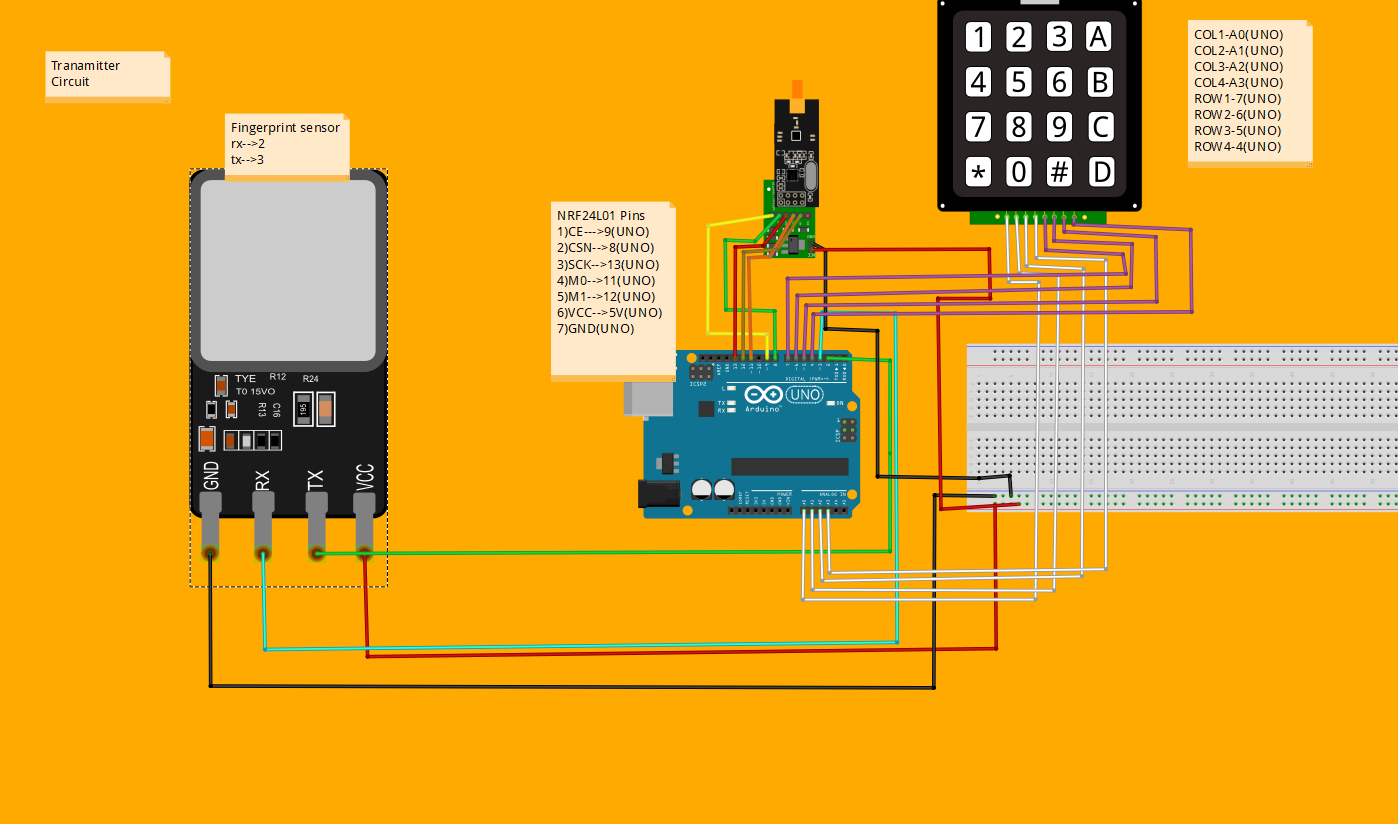 Tranamitter
Circuit
Fingerprint sensor
rx-->2
tx-->3
NRF24L01 Pins
1)CE--->9(UNO)
2)CSN-->8(UNO)
3)SCK-->13(UNO)
4)M0-->11(UNO)
5)M1-->12(UNO)
6)VCC-->5V(UNO)
7)GND(UNO)
COL1-A0(UNO)
COL2-A1(UNO)
COL3-A2(UNO)
COL4-A3(UNO)
ROW1-7(UNO)
ROW2-6(UNO)
ROW3-5(UNO)
ROW4-4(UNO)
1 2 3 A
4 5 6 B
7 8 9 C
* 0 # D
TYE R12 R24
T0 15VO
R13 C16 195
GND RX TX VCC
ICSP2
L
TX
RX
DIGITAL (PWM=~)
UNO
Arduino
ON
ICSP
POWER
ANALOG IN